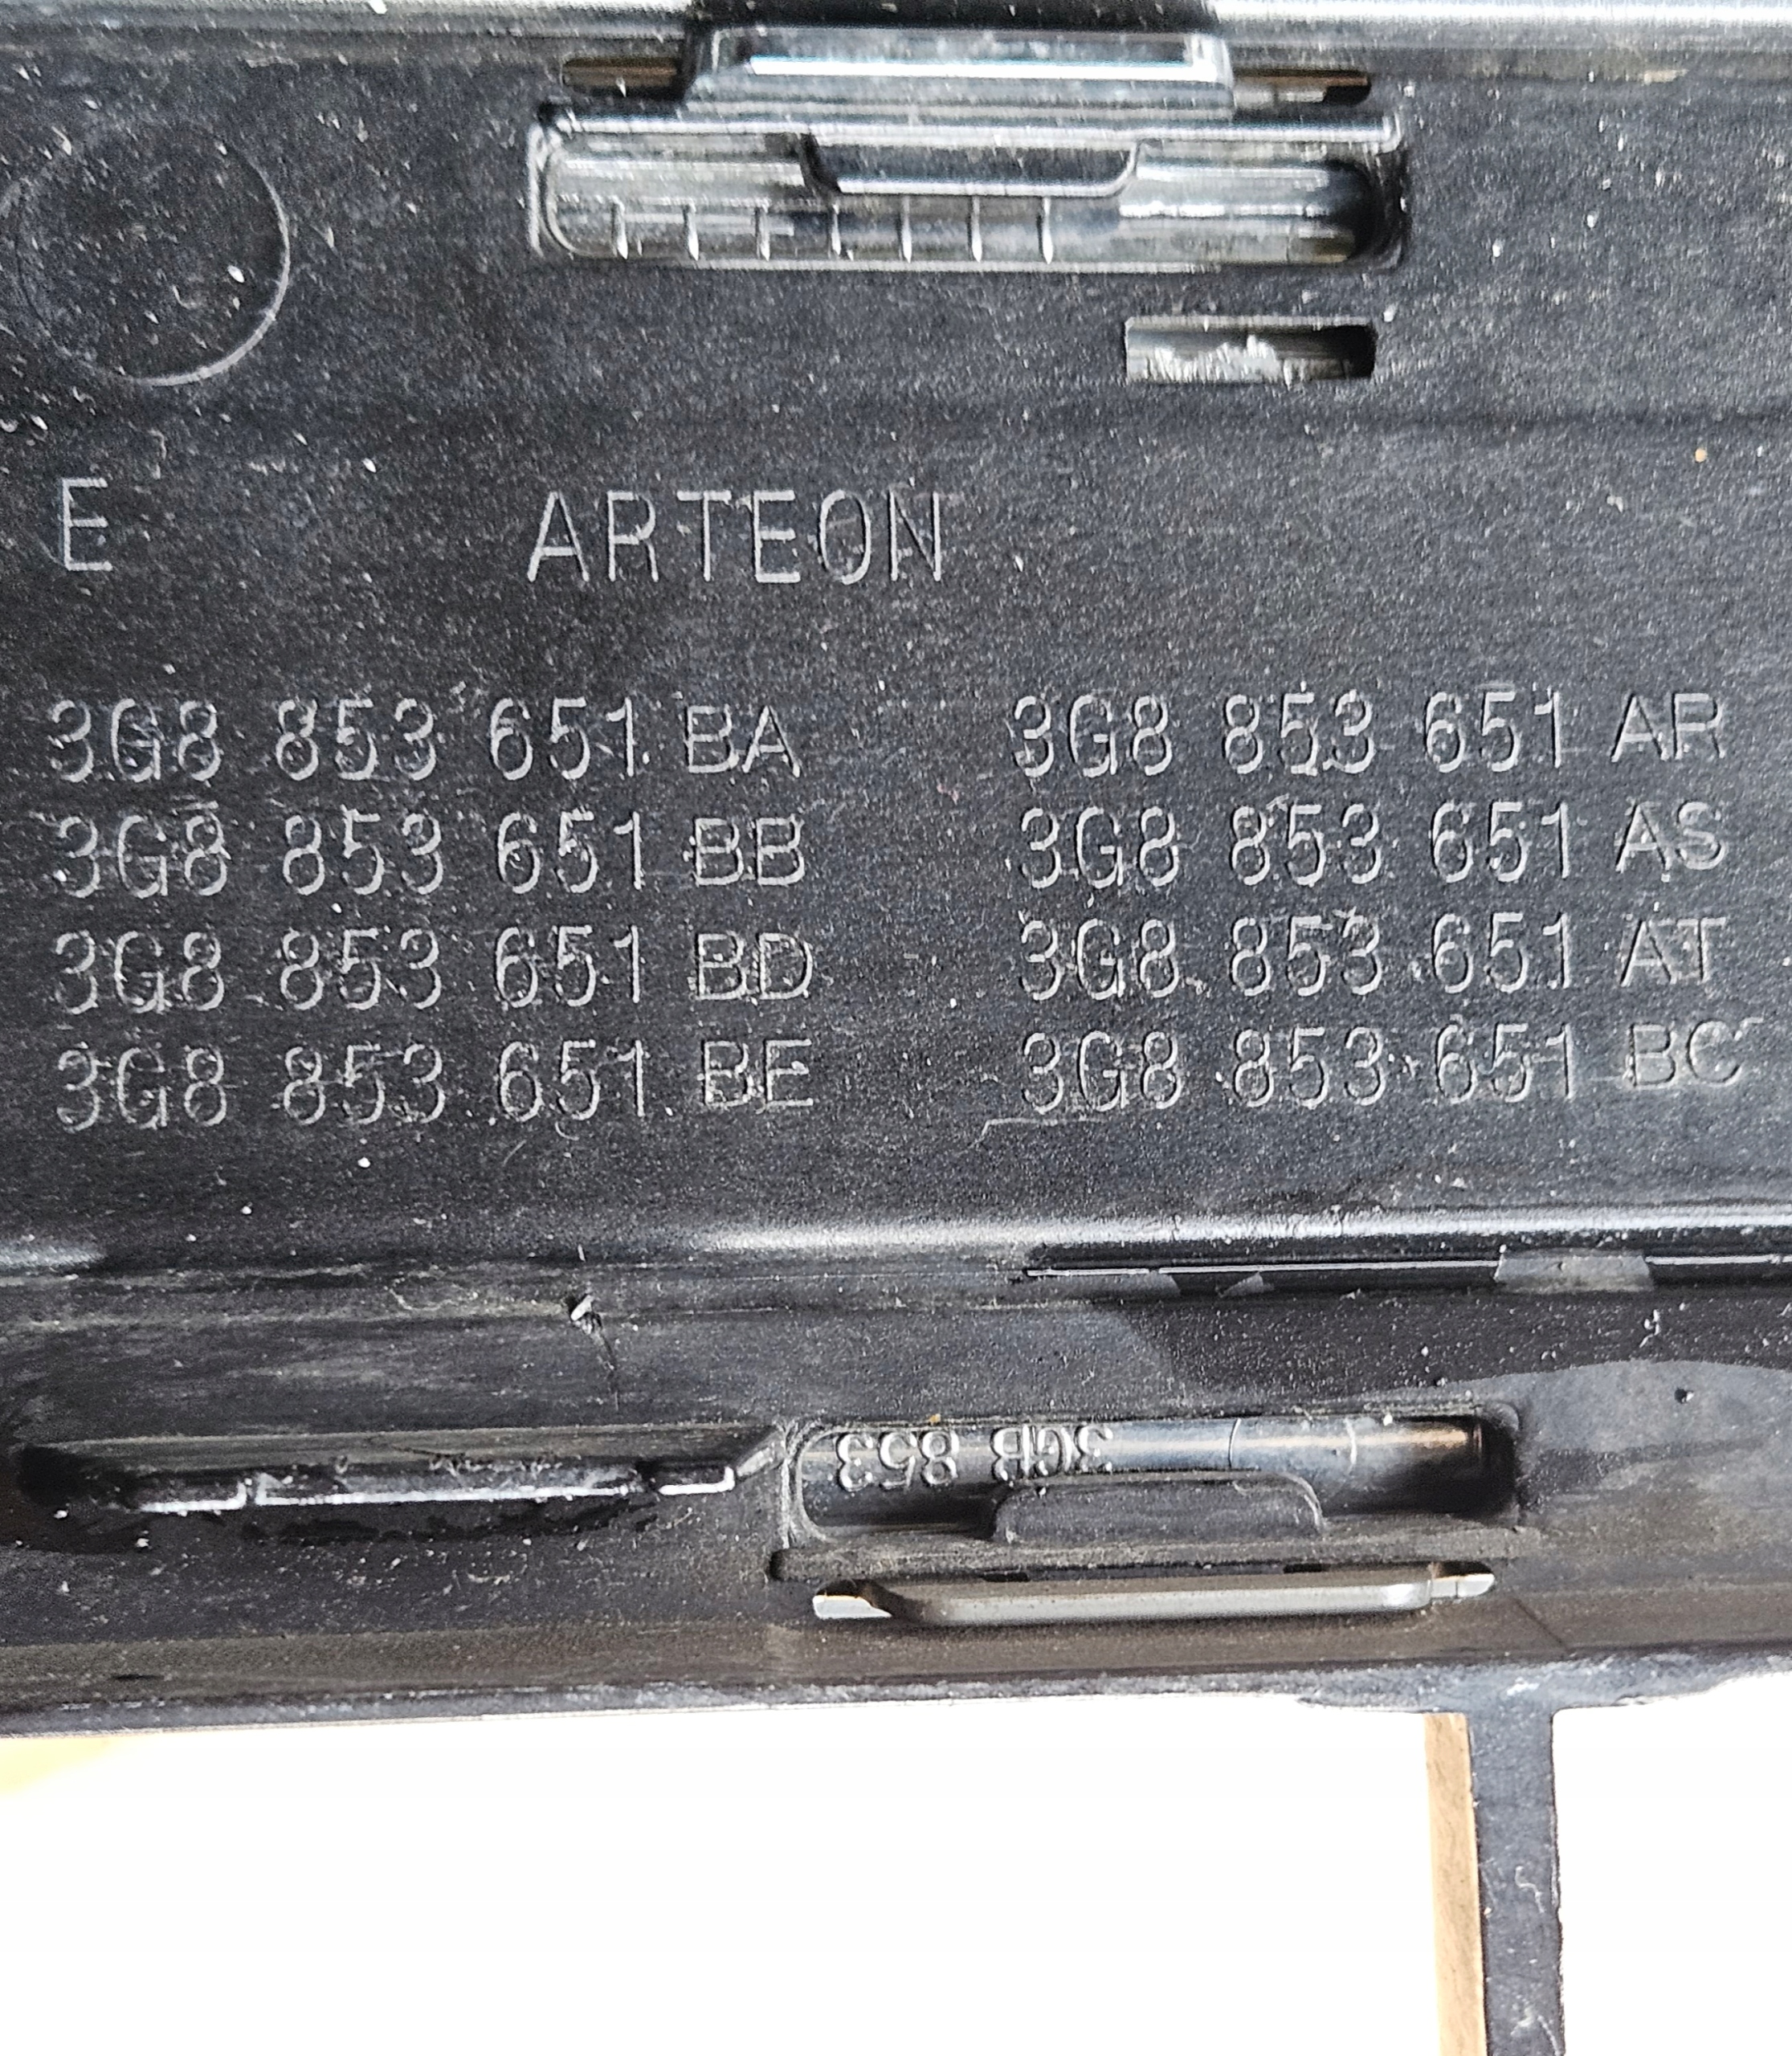 E ARTEON
3G8 853 651 BA 3G8 853 651 AR
3G8 853 651 BB 3G8 853 651 AS
3G8 853 651 BD 3G8 853 651 AT
3G8 853 651 BE 3G8 853 651 BC
3GB 853